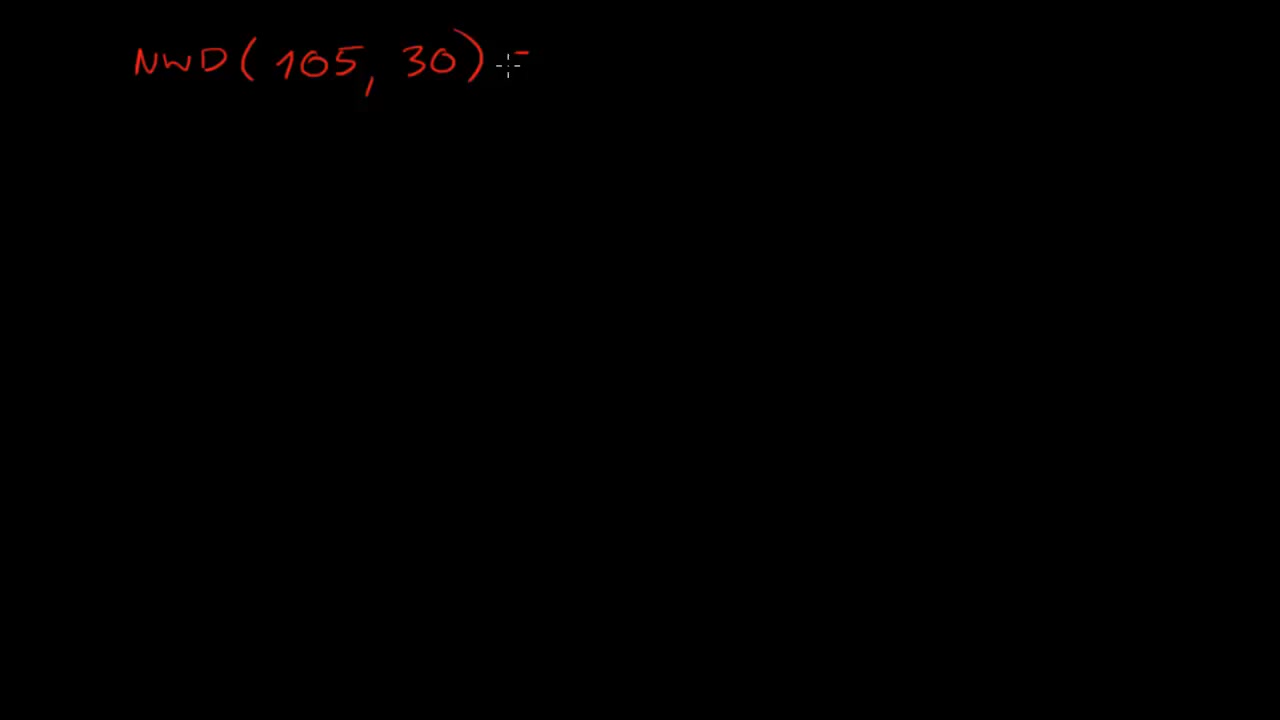 NWD(105, 30) =